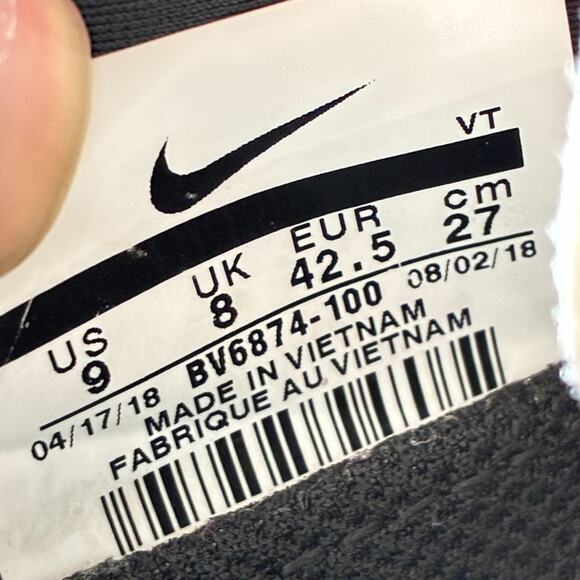 VT
US UK EUR cm
9 8 42.5 27
04/17/18 BV6874-100 08/02/18
MADE IN VIETNAM
FABRIQUE AU VIETNAM